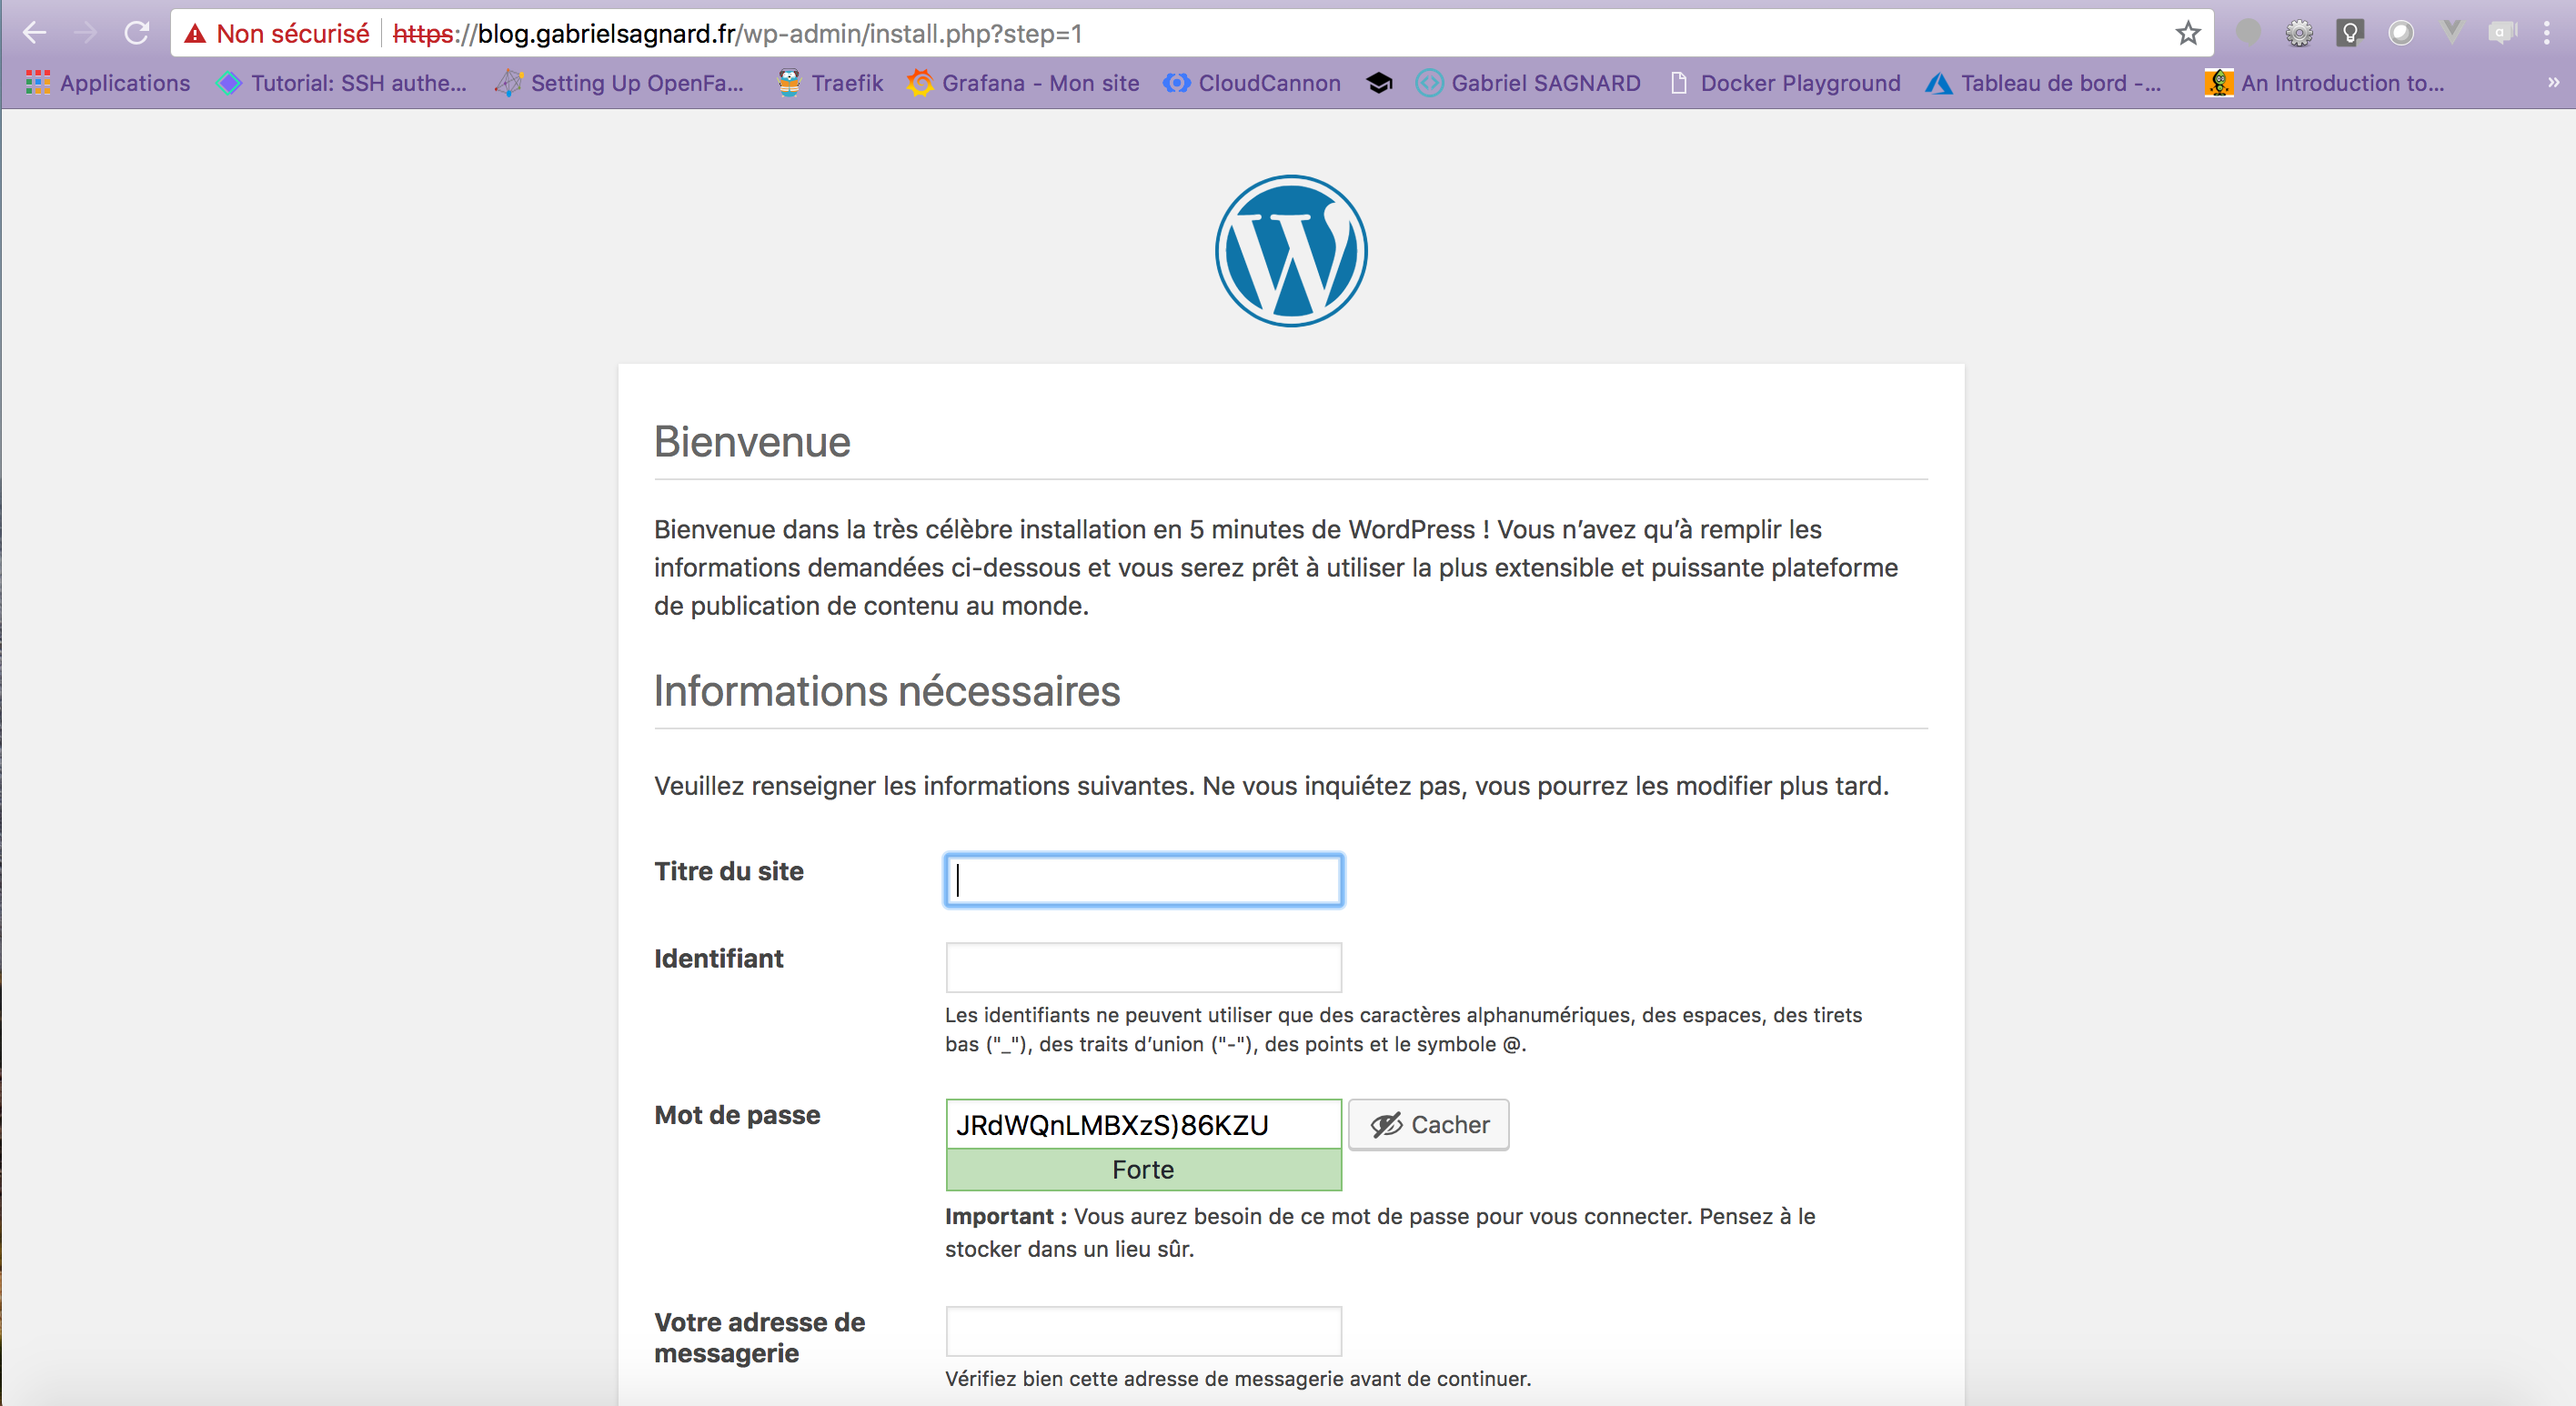 Non sécurisé https://blog.gabrielsagnard.fr/wp-admin/install.php?step=1
Applications Tutorial: SSH authe... Setting Up OpenFa... Traefik Grafana - Mon site CloudCannon Gabriel SAGNARD Docker Playground Tableau de bord -... An Introduction to... »
Bienvenue
Bienvenue dans la très célèbre installation en 5 minutes de WordPress ! Vous n’avez qu’à remplir les
informations demandées ci-dessous et vous serez prêt à utiliser la plus extensible et puissante plateforme
de publication de contenu au monde.
Informations nécessaires
Veuillez renseigner les informations suivantes. Ne vous inquiétez pas, vous pourrez les modifier plus tard.
Titre du site
Identifiant
Les identifiants ne peuvent utiliser que des caractères alphanumériques, des espaces, des tirets
bas ("_"), des traits d’union ("-"), des points et le symbole @.
Mot de passe JRdWQnLMBXzS)86KZU Cacher
Forte
Important : Vous aurez besoin de ce mot de passe pour vous connecter. Pensez à le
stocker dans un lieu sûr.
Votre adresse de
messagerie
Vérifiez bien cette adresse de messagerie avant de continuer.